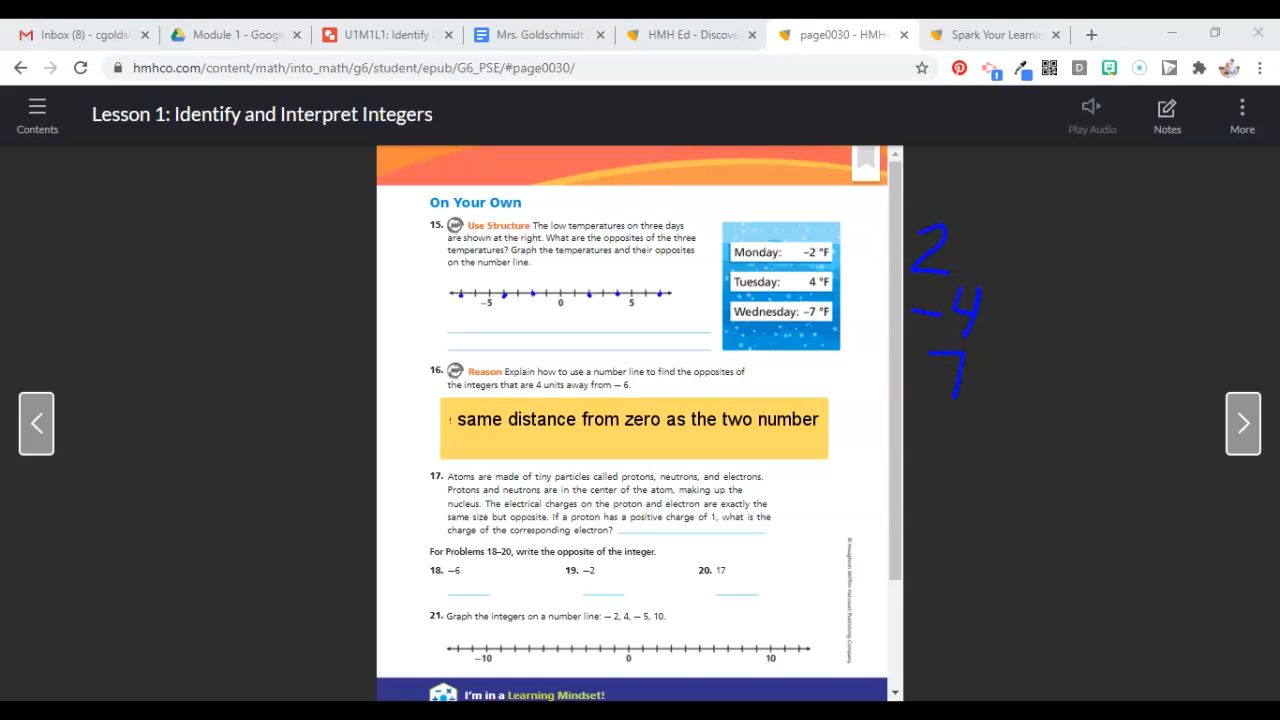 Inbox (8) - cgolds
Module 1 - Googl
U1M1L1: Identify
Mrs. Goldschmidt
HMH Ed - Discove
page0030 - HMH-
Spark Your Learnin
hmhco.com/content/math/into_math/g6/student/epub/G6_PSE/#page0030/
1
Contents
Lesson 1: Identify and Interpret Integers
Play Audio
Notes
More
On Your Own
15. MP Use Structure The low temperatures on three days
are shown at the right. What are the opposites of the three
temperatures? Graph the temperatures and their opposites
on the number line.
−5 0 5
Monday: −2 °F
Tuesday: 4 °F
Wednesday: −7 °F
2
−4
7
16. MP Reason Explain how to use a number line to find the opposites of
the integers that are 4 units away from − 6.
same distance from zero as the two number
17. Atoms are made of tiny particles called protons, neutrons, and electrons.
Protons and neutrons are in the center of the atom, making up the
nucleus. The electrical charges on the proton and electron are exactly the
same size but opposite. If a proton has a positive charge of 1, what is the
charge of the corresponding electron?
For Problems 18–20, write the opposite of the integer.
18. −6 19. −2 20. 17
21. Graph the integers on a number line: − 2, 4, − 5, 10.
−10 0 10
© Houghton Mifflin Harcourt Publishing Company
I'm in a Learning Mindset!